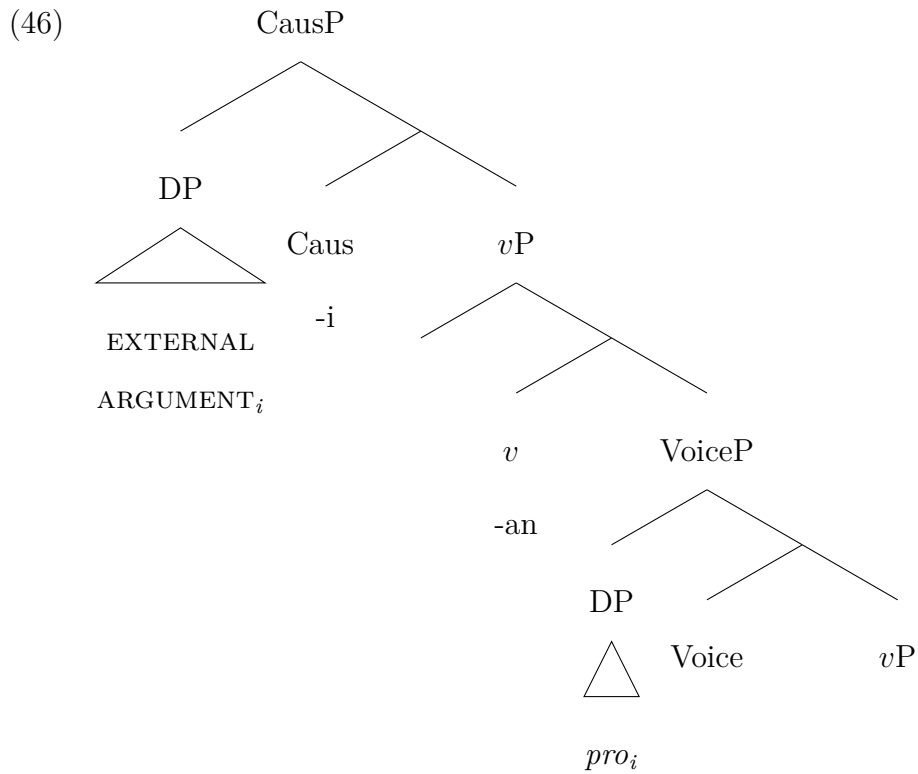 (46) CausP
DP
Caus vP
-i
EXTERNAL
ARGUMENTi
v VoiceP
-an
DP
Voice vP
proi